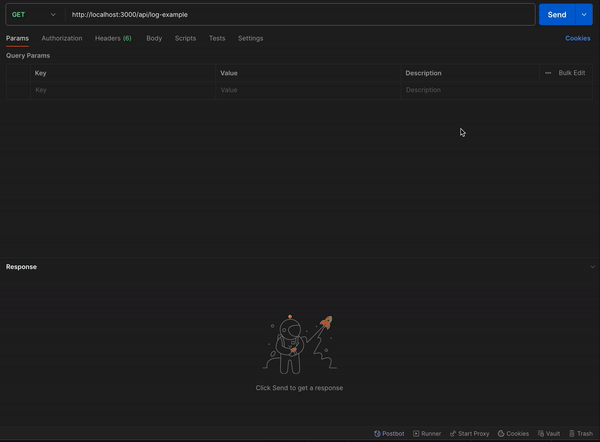 GET http://localhost:3000/api/log-example Send
Params Authorization Headers (6) Body Scripts Tests Settings Cookies
Query Params
Key Value Description ··· Bulk Edit
Key Value Description
Response
Click Send to get a response
Postbot Runner Start Proxy Cookies Vault Trash